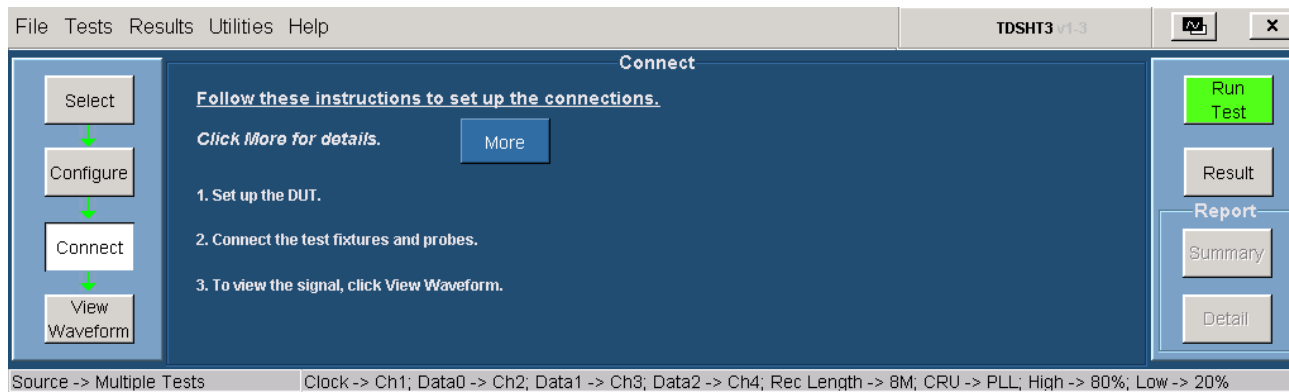 File Tests Results Utilities Help TDSHT3 v1-3 x
Connect
Select
Configure
Connect
View
Waveform
Follow these instructions to set up the connections.
Click More for details. More
1. Set up the DUT.
2. Connect the test fixtures and probes.
3. To view the signal, click View Waveform.
Run
Test
Result
Report
Summary
Detail
Source -> Multiple Tests Clock -> Ch1; Data0 -> Ch2; Data1 -> Ch3; Data2 -> Ch4; Rec Length -> 8M; CRU -> PLL; High -> 80%; Low -> 20%